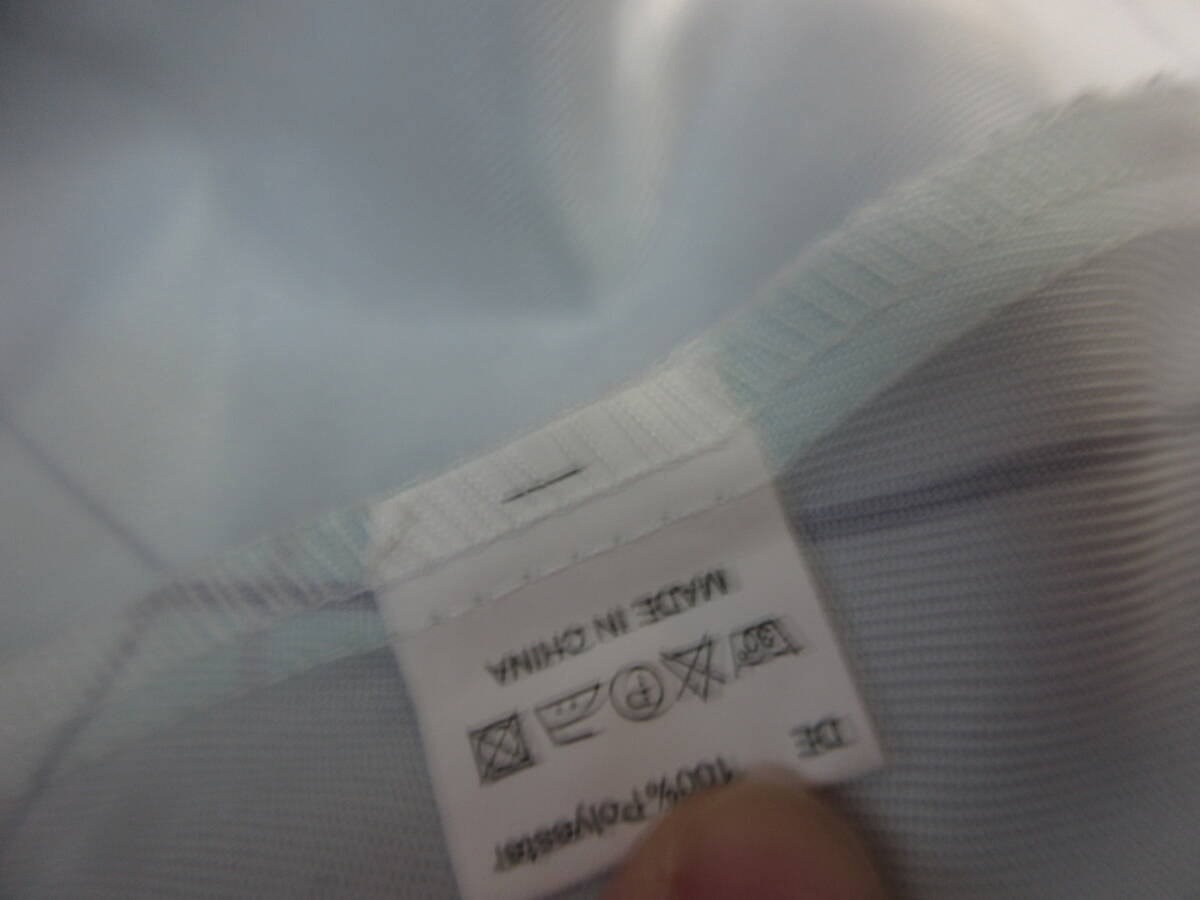 DE
100% Polyester
30° P
MADE IN CHINA